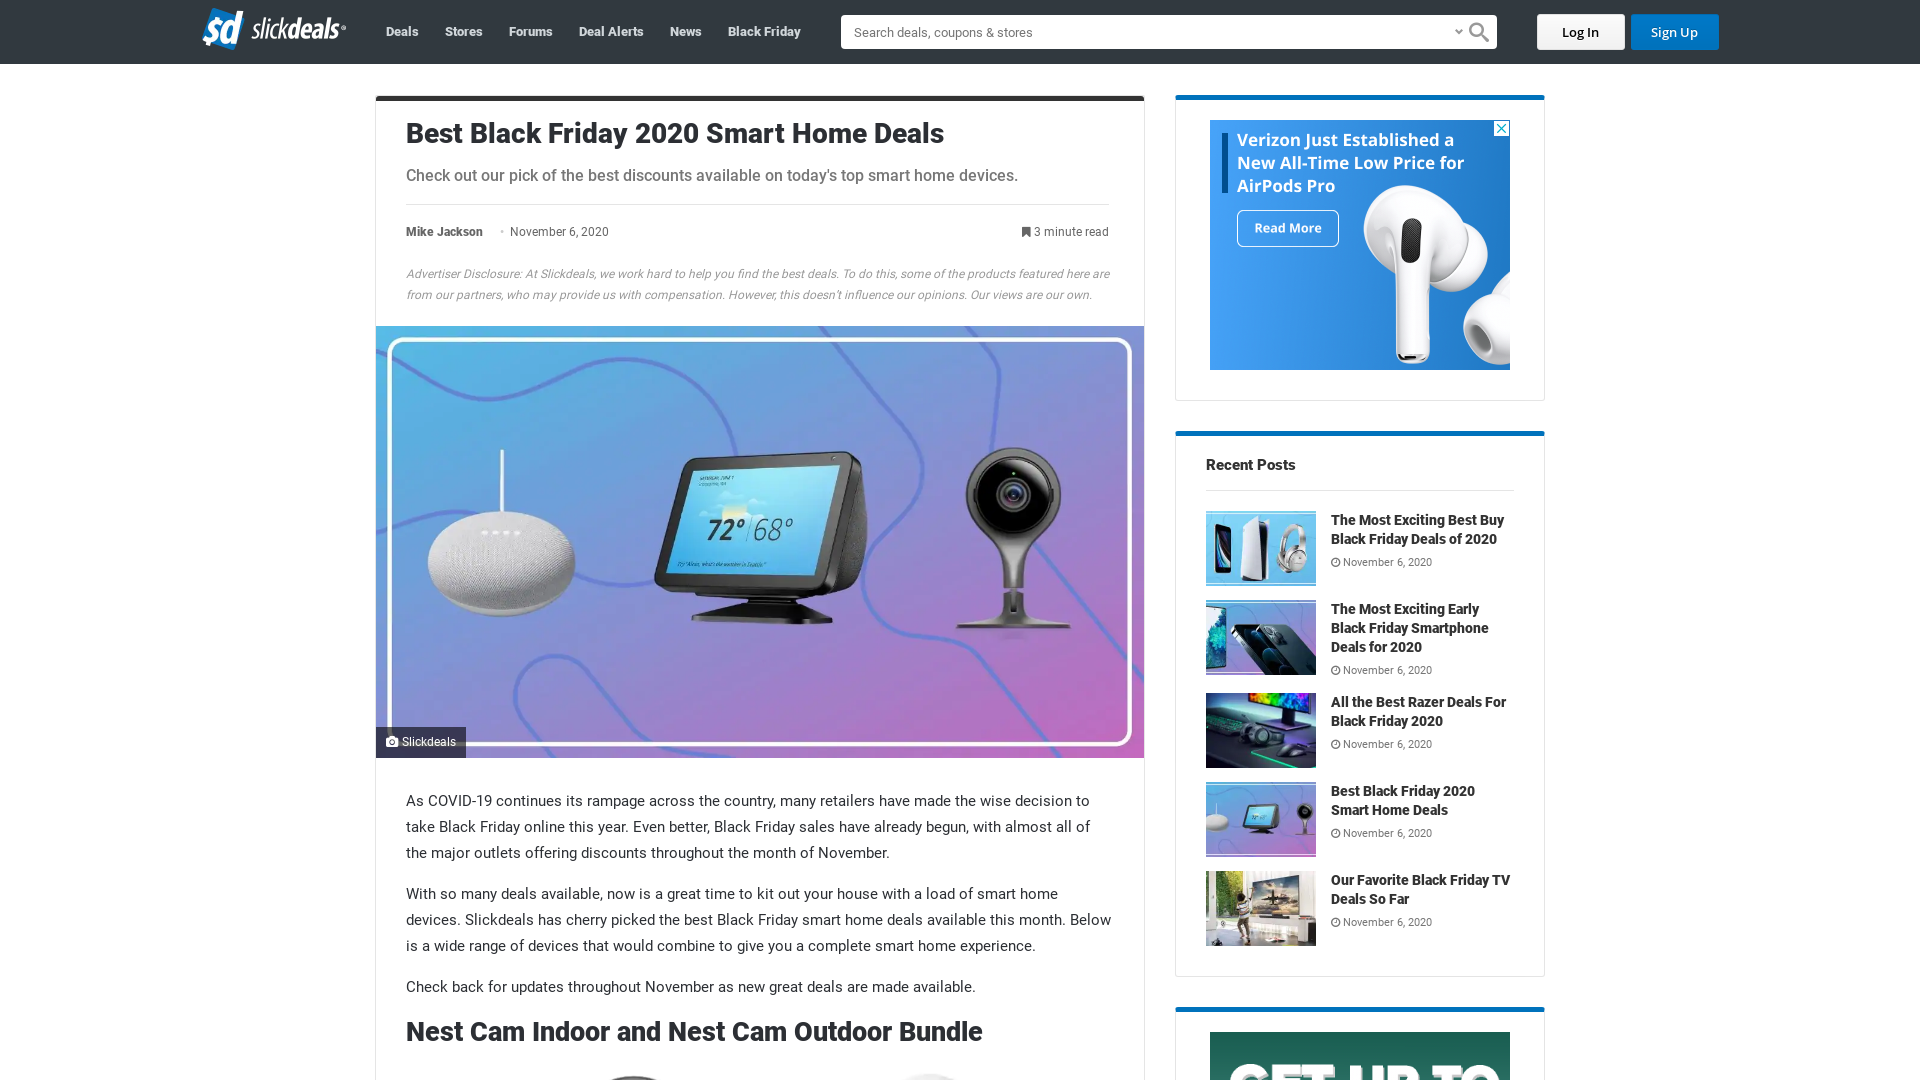 slickdeals
Deals
Stores
Forums
Deal Alerts
News
Black Friday
Search deals, coupons & stores
Log In
Sign Up
Best Black Friday 2020 Smart Home Deals
Check out our pick of the best discounts available on today's top smart home devices.
Mike Jackson • November 6, 2020
3 minute read
Advertiser Disclosure: At Slickdeals, we work hard to help you find the best deals. To do this, some of the products featured here are
from our partners, who may provide us with compensation. However, this doesn’t influence our opinions. Our views are our own.
72° 68°
Slickdeals
As COVID-19 continues its rampage across the country, many retailers have made the wise decision to
take Black Friday online this year. Even better, Black Friday sales have already begun, with almost all of
the major outlets offering discounts throughout the month of November.
With so many deals available, now is a great time to kit out your house with a load of smart home
devices. Slickdeals has cherry picked the best Black Friday smart home deals available this month. Below
is a wide range of devices that would combine to give you a complete smart home experience.
Check back for updates throughout November as new great deals are made available.
Nest Cam Indoor and Nest Cam Outdoor Bundle
Verizon Just Established a
New All-Time Low Price for
AirPods Pro
Read More
Recent Posts
The Most Exciting Best Buy
Black Friday Deals of 2020
November 6, 2020
The Most Exciting Early
Black Friday Smartphone
Deals for 2020
November 6, 2020
All the Best Razer Deals For
Black Friday 2020
November 6, 2020
Best Black Friday 2020
Smart Home Deals
November 6, 2020
Our Favorite Black Friday TV
Deals So Far
November 6, 2020
GET UP TO